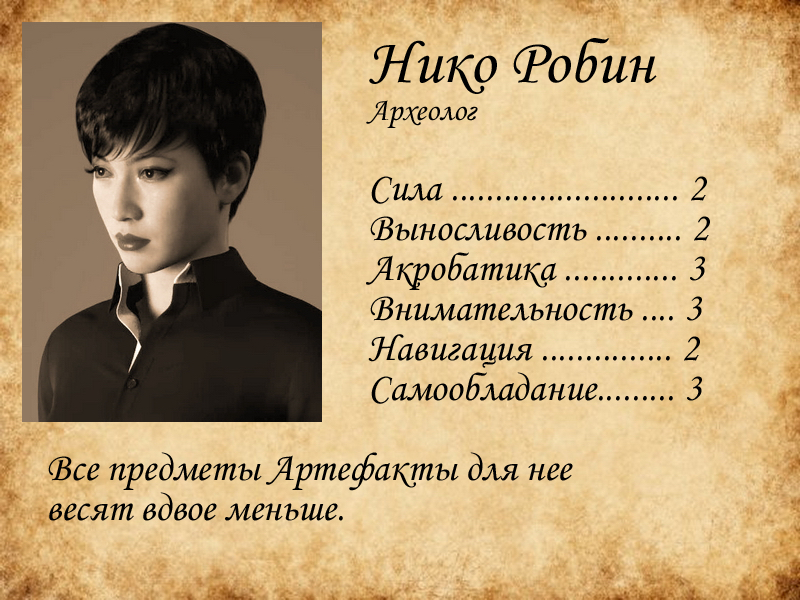 Нико Робин
Археолог
Сила .......................... 2
Выносливость .......... 2
Акробатика ............. 3
Внимательность .... 3
Навигация ............... 2
Самообладание......... 3
Все предметы Артефакты для нее
весят вдвое меньше.